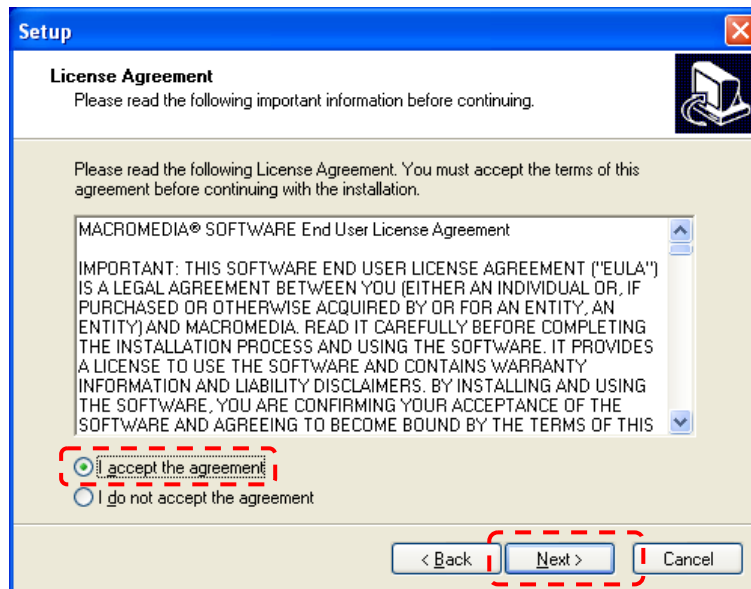 Setup
License Agreement
Please read the following important information before continuing.
Please read the following License Agreement. You must accept the terms of this
agreement before continuing with the installation.
MACROMEDIA® SOFTWARE End User License Agreement
IMPORTANT: THIS SOFTWARE END USER LICENSE AGREEMENT ("EULA")
IS A LEGAL AGREEMENT BETWEEN YOU (EITHER AN INDIVIDUAL OR, IF
PURCHASED OR OTHERWISE ACQUIRED BY OR FOR AN ENTITY, AN
ENTITY) AND MACROMEDIA. READ IT CAREFULLY BEFORE COMPLETING
THE INSTALLATION PROCESS AND USING THE SOFTWARE. IT PROVIDES
A LICENSE TO USE THE SOFTWARE AND CONTAINS WARRANTY
INFORMATION AND LIABILITY DISCLAIMERS. BY INSTALLING AND USING
THE SOFTWARE, YOU ARE CONFIRMING YOUR ACCEPTANCE OF THE
SOFTWARE AND AGREEING TO BECOME BOUND BY THE TERMS OF THIS
I accept the agreement
I do not accept the agreement
< Back Next > Cancel